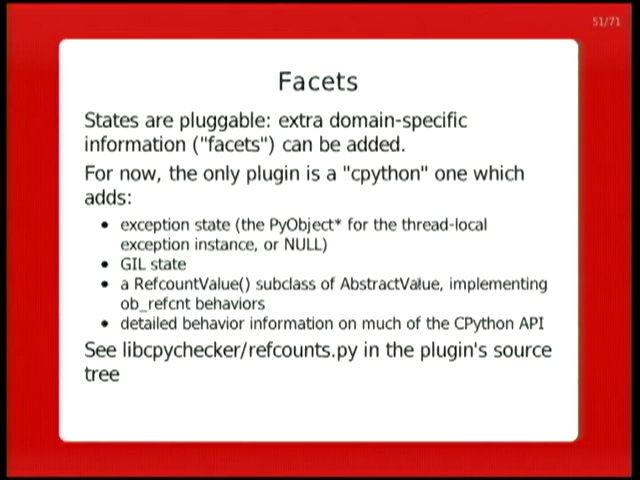 51/71
Facets
States are pluggable: extra domain-specific
information ("facets") can be added.
For now, the only plugin is a "cpython" one which
adds:
• exception state (the PyObject* for the thread-local
exception instance, or NULL)
• GIL state
• a RefcountValue() subclass of AbstractValue, implementing
ob_refcnt behaviors
• detailed behavior information on much of the CPython API
See libcpychecker/refcounts.py in the plugin's source
tree